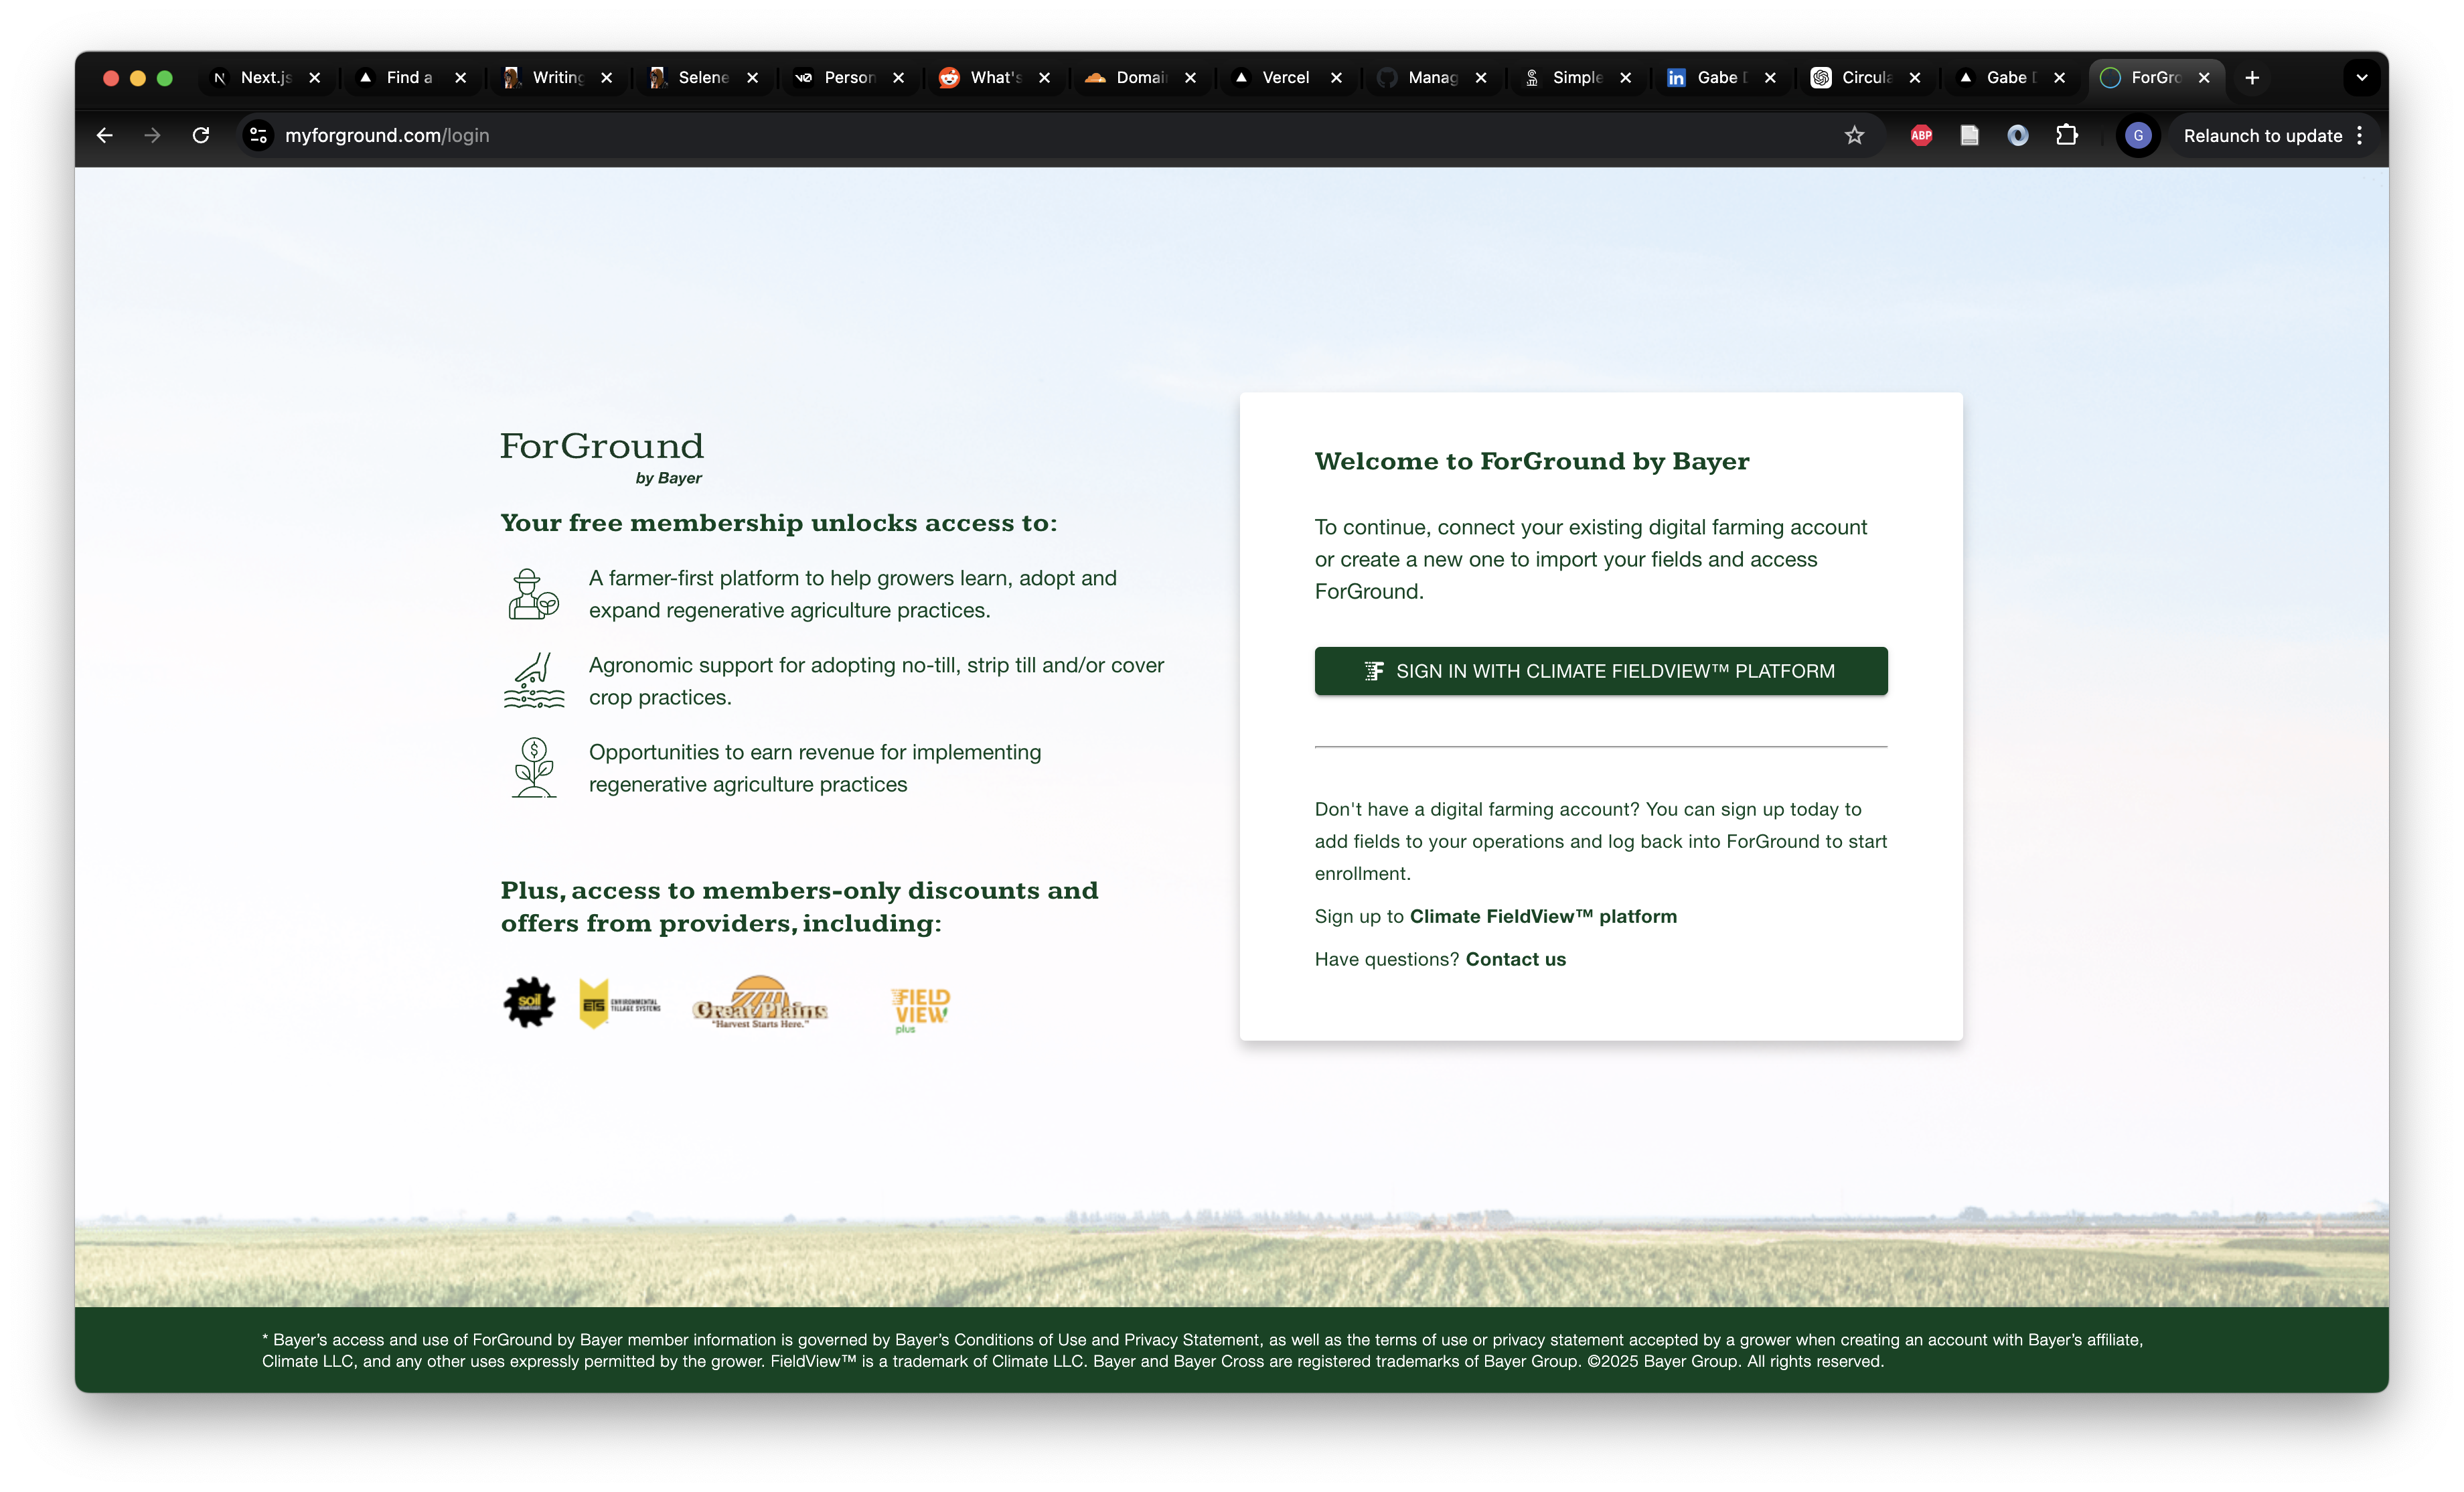 Next.js
Find a
Writing
Selene
Person
What's
Domai
Vercel
Manag
Simple
Gabe
Circula
Gabe
ForGro
myforground.com/login
ABP
G
Relaunch to update
ForGround
by Bayer
Your free membership unlocks access to:
A farmer-first platform to help growers learn, adopt and
expand regenerative agriculture practices.
Agronomic support for adopting no-till, strip till and/or cover
crop practices.
Opportunities to earn revenue for implementing
regenerative agriculture practices
Plus, access to members-only discounts and
offers from providers, including:
soil
ETS ENVIRONMENTAL
TILLAGE SYSTEMS
Great Plains
"Harvest Starts Here."
FIELD
VIEW
plus
Welcome to ForGround by Bayer
To continue, connect your existing digital farming account
or create a new one to import your fields and access
ForGround.
SIGN IN WITH CLIMATE FIELDVIEW™ PLATFORM
Don't have a digital farming account? You can sign up today to
add fields to your operations and log back into ForGround to start
enrollment.
Sign up to Climate FieldView™ platform
Have questions? Contact us
* Bayer’s access and use of ForGround by Bayer member information is governed by Bayer’s Conditions of Use and Privacy Statement, as well as the terms of use or privacy statement accepted by a grower when creating an account with Bayer’s affiliate,
Climate LLC, and any other uses expressly permitted by the grower. FieldView™ is a trademark of Climate LLC. Bayer and Bayer Cross are registered trademarks of Bayer Group. ©2025 Bayer Group. All rights reserved.